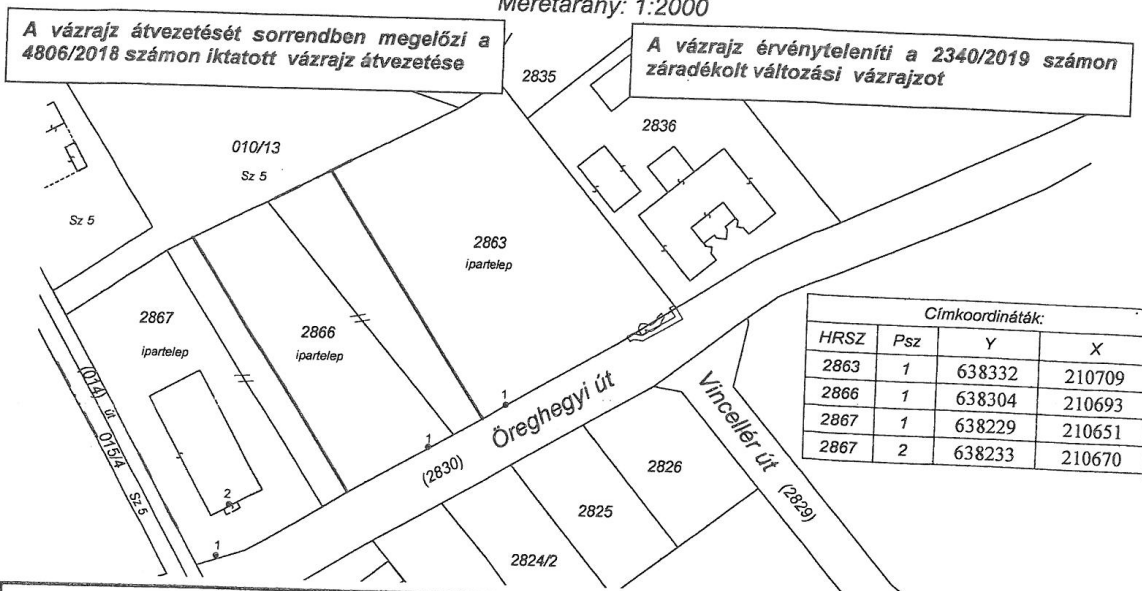 Méretarány: 1:2000
A vázrajz átvezetését sorrendben megelőzi a
4806/2018 számon iktatott vázrajz átvezetése
A vázrajz érvényteleníti a 2340/2019 számon
záradékolt változási vázrajzot
2835
2836
010/13
Sz 5
Sz 5
2863
ipartelep
2867
ipartelep
2866
ipartelep
(014) út
015/4
Sz 5
2
1
1
1
Öreghegyi út
(2830)
Vincellér út (2829)
2826
2825
2824/2
Címkoordináták:
HRSZ Psz Y X
2863 1 638332 210709
2866 1 638304 210693
2867 1 638229 210651
2867 2 638233 210670